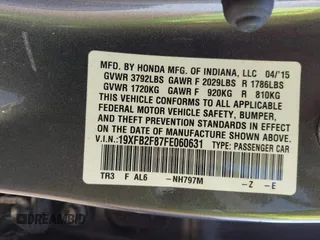 MFD. BY HONDA MFG. OF INDIANA, LLC 04/'15
GVWR 3792LBS GAWR F 2029LBS R 1786LBS
GVWR 1720KG GAWR F 920KG R 810KG
THIS VEHICLE CONFORMS TO ALL APPLICABLE
FEDERAL MOTOR VEHICLE SAFETY, BUMPER,
AND THEFT PREVENTION STANDARDS IN EFFECT
ON THE DATE OF MANUFACTURE SHOWN ABOVE.
V.I.N.: 19XFB2F87FE060631 TYPE: PASSENGER CAR
TR3 F AL6 -NH797M -Z -E